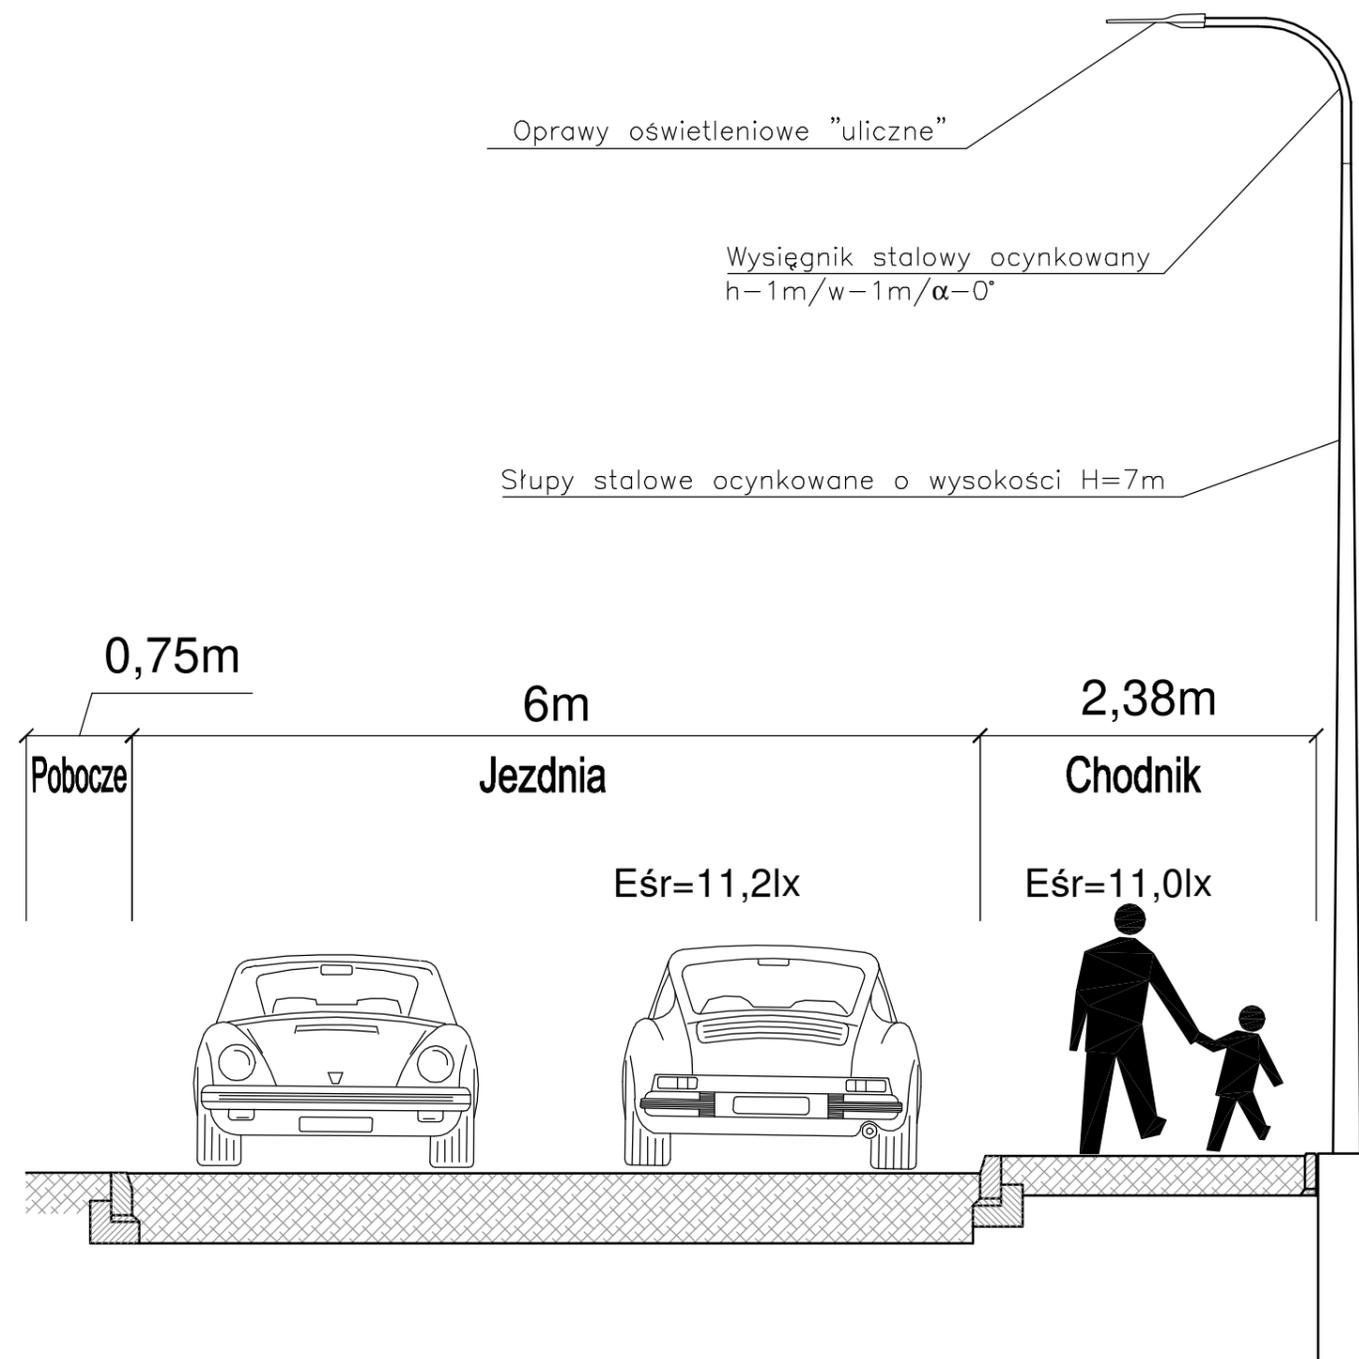 Oprawy oświetleniowe "uliczne"
Wysięgnik stalowy ocynkowany
h-1m/w-1m/α-0°
Słupy stalowe ocynkowane o wysokości H=7m
0,75m
6m
2,38m
Pobocze
Jezdnia
Chodnik
Eśr=11,2lx
Eśr=11,0lx